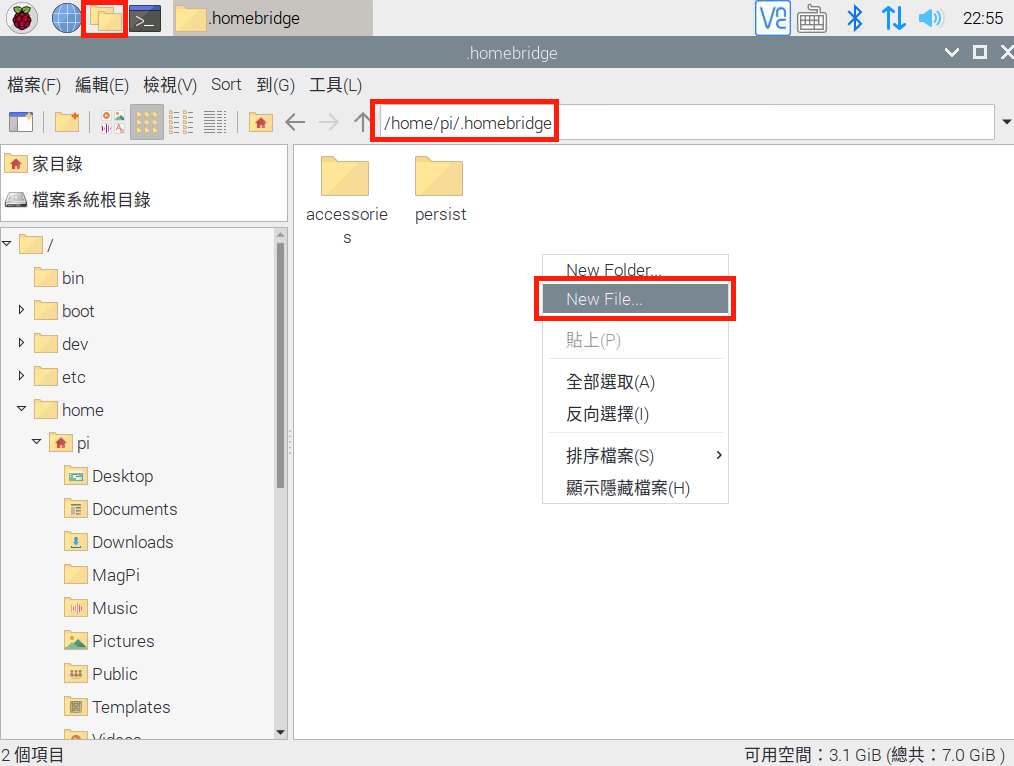 .homebridge
22:55
.homebridge
檔案(F) 編輯(E) 檢視(V) Sort 到(G) 工具(L)
/home/pi/.homebridge
家目錄
檔案系統根目錄
/
bin
boot
dev
etc
home
pi
Desktop
Documents
Downloads
MagPi
Music
Pictures
Public
Templates
Videos
accessorie
s
persist
New Folder...
New File...
貼上(P)
全部選取(A)
反向選擇(I)
排序檔案(S)
顯示隱藏檔案(H)
2 個項目
可用空間：3.1 GiB (總共：7.0 GiB )